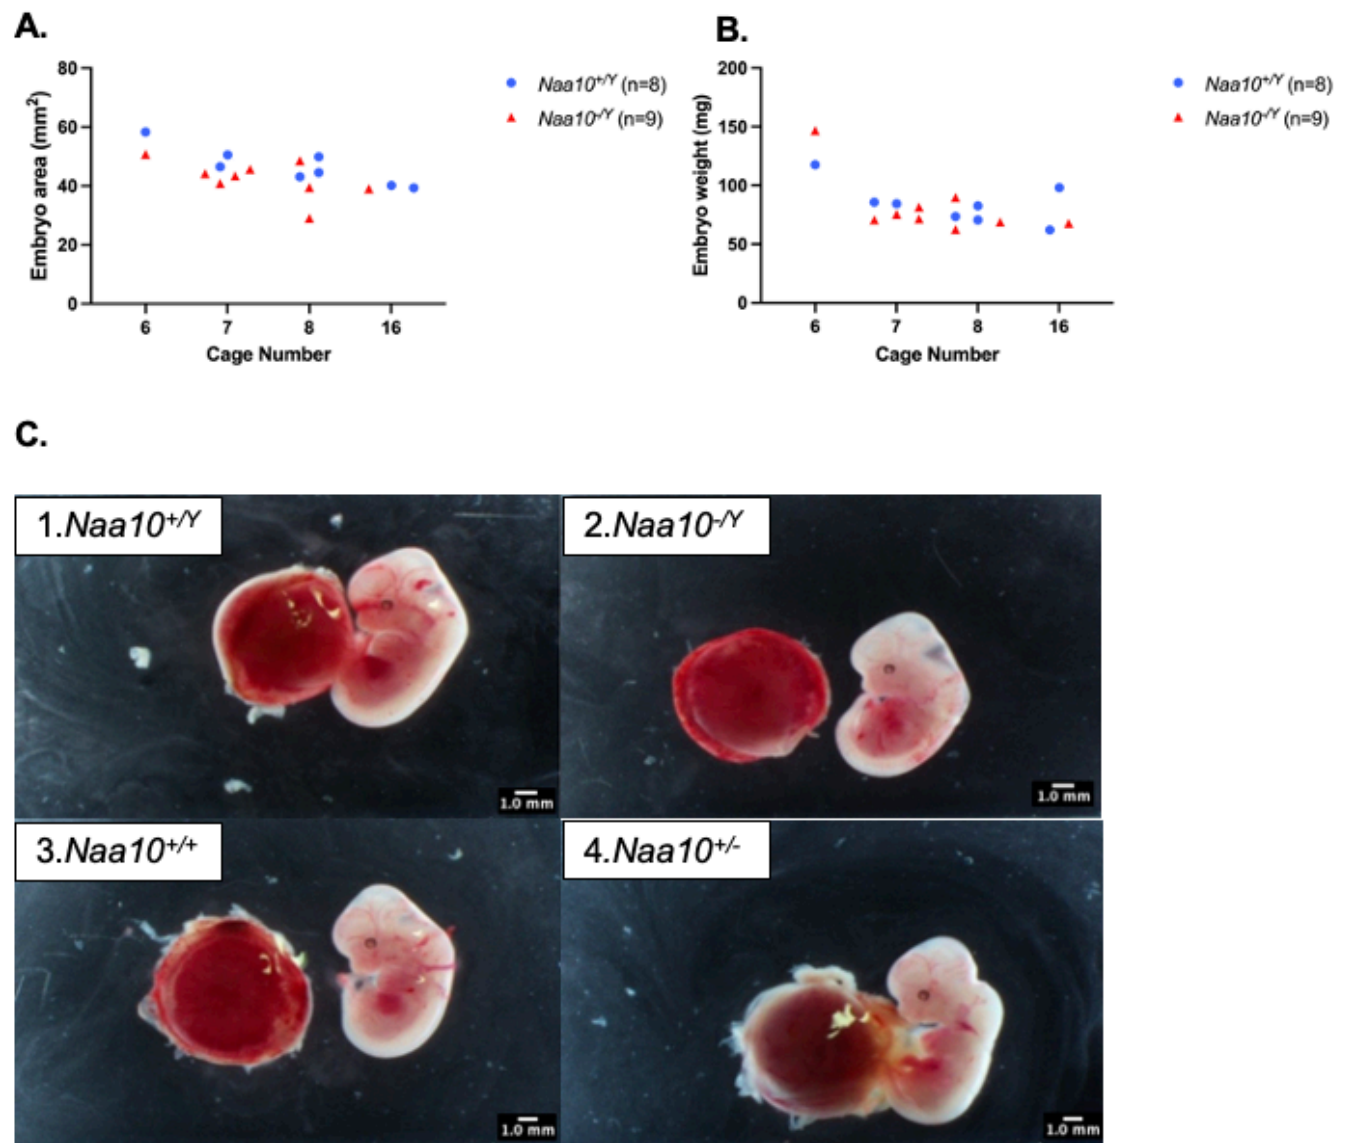 A.
80
60
40
20
0
Embryo area (mm²)
6 7 8 16
Cage Number
Naa10⁺/ʸ (n=8)
Naa10⁻/ʸ (n=9)
B.
200
150
100
50
0
Embryo weight (mg)
6 7 8 16
Cage Number
Naa10⁺/ʸ (n=8)
Naa10⁻/ʸ (n=9)
C.
1.Naa10⁺/ʸ
1.0 mm
2.Naa10⁻/ʸ
1.0 mm
3.Naa10⁺/⁺
1.0 mm
4.Naa10⁺/⁻
1.0 mm